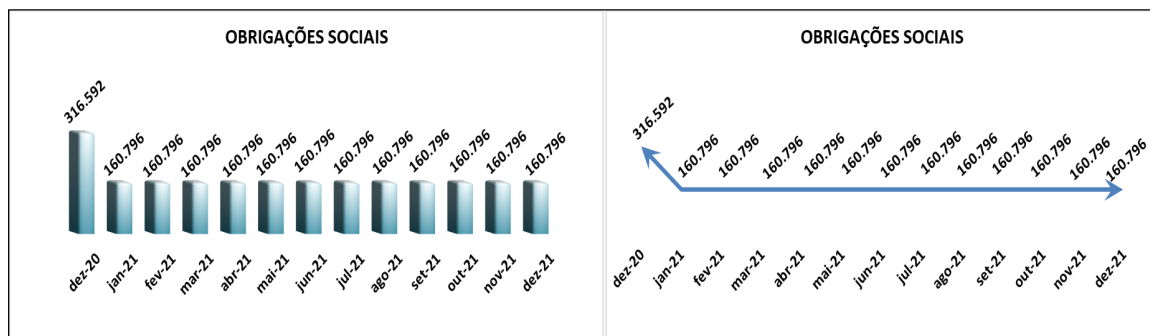 OBRIGAÇÕES SOCIAIS
316.592
160.796
160.796
160.796
160.796
160.796
160.796
160.796
160.796
160.796
160.796
160.796
160.796
dez-20
jan-21
fev-21
mar-21
abr-21
mai-21
jun-21
jul-21
ago-21
set-21
out-21
nov-21
dez-21
OBRIGAÇÕES SOCIAIS
316.592
160.796
160.796
160.796
160.796
160.796
160.796
160.796
160.796
160.796
160.796
160.796
160.796
dez-20
jan-21
fev-21
mar-21
abr-21
mai-21
jun-21
jul-21
ago-21
set-21
out-21
nov-21
dez-21